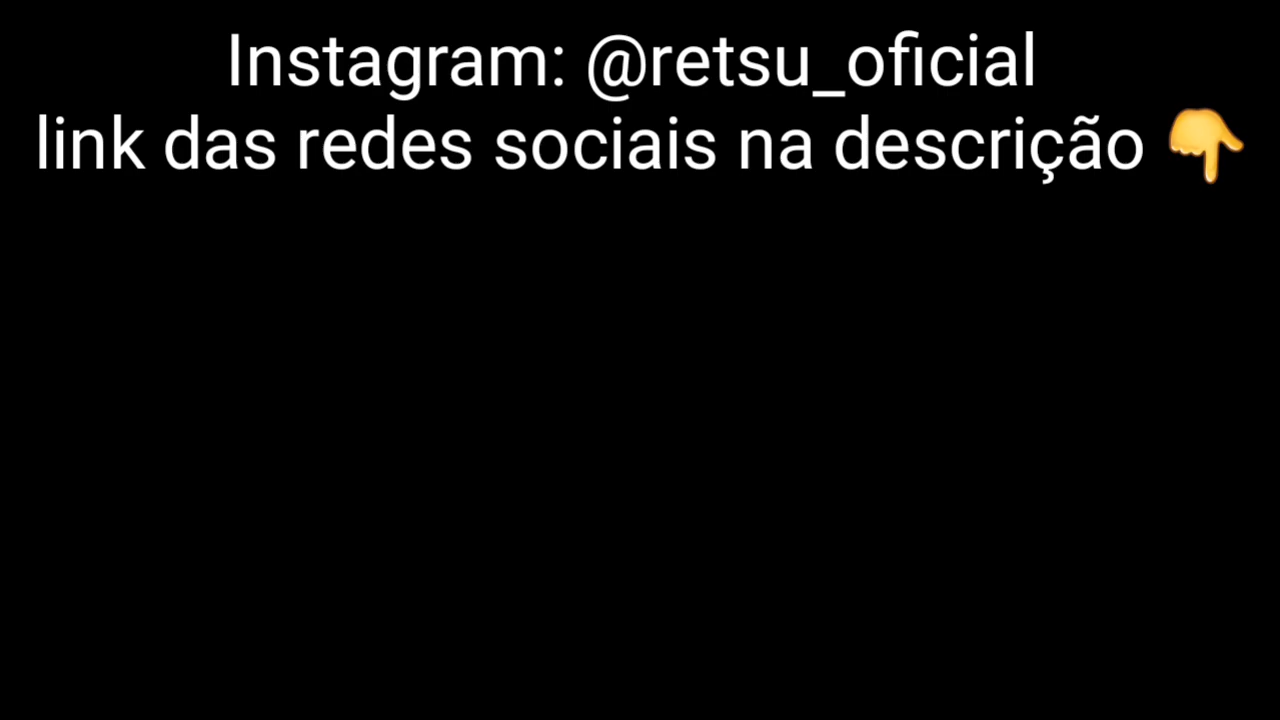 Instagram: @retsu_oficial
link das redes sociais na descrição 👇